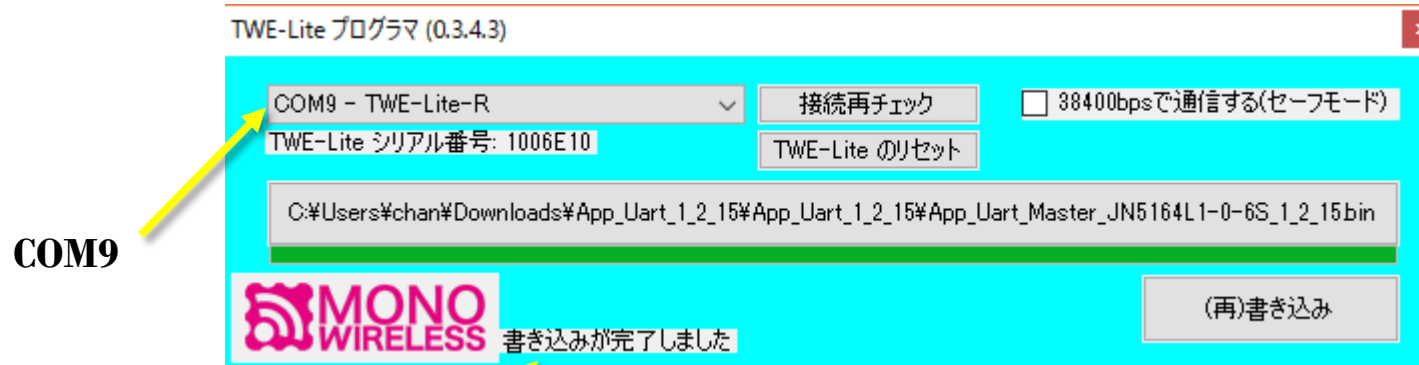 TWE-Lite プログラマ (0.3.4.3)
COM9 - TWE-Lite-R
接続再チェック
38400bpsで通信する(セーフモード)
TWE-Lite シリアル番号: 1006E10
TWE-Lite のリセット
C:¥Users¥chan¥Downloads¥App_Uart_1_2_15¥App_Uart_1_2_15¥App_Uart_Master_JN5164L1-0-6S_1_2_15.bin
COM9
MONO
WIRELESS
書き込みが完了しました
(再)書き込み